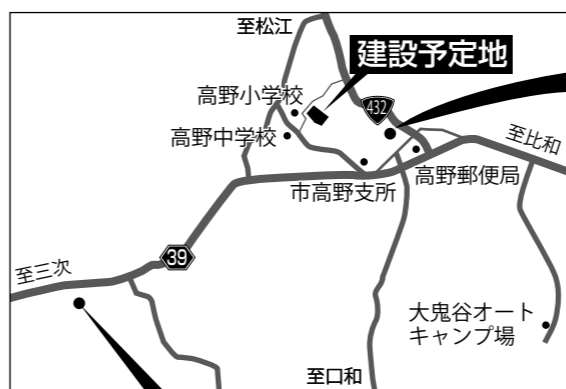 至松江
建設予定地
高野小学校
432
高野中学校
至比和
市高野支所
高野郵便局
39
至三次
大鬼谷オート
キャンプ場
至口和